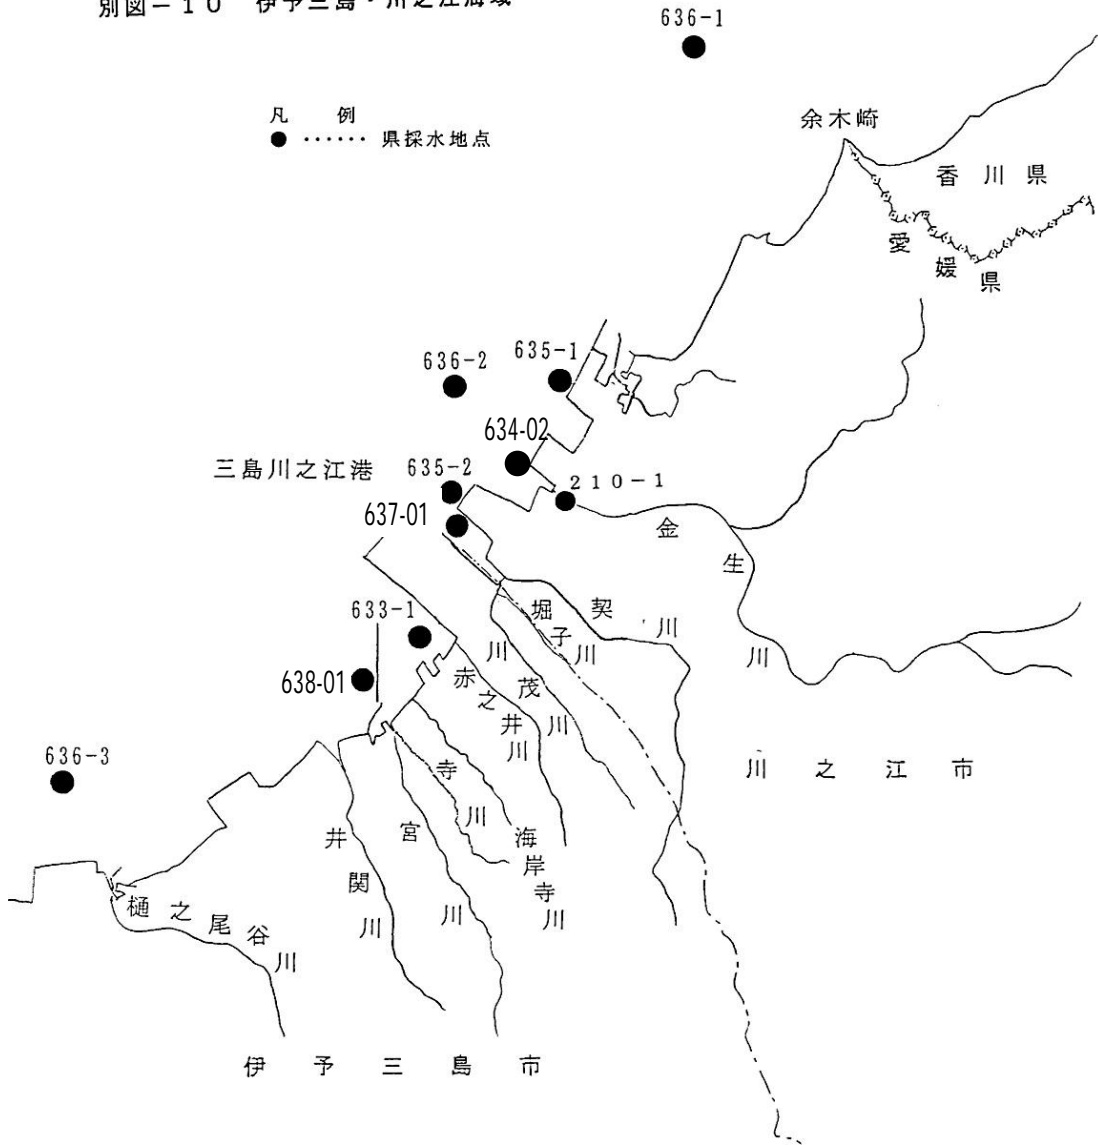 別図－10 伊予三島・川之江海域
636-1
凡 例
● ‥‥‥ 県採水地点
余木崎
香川県
愛媛県
636-2
635-1
634-02
三島川之江港
635-2
210-1
637-01
金生川
633-1
638-01
堀子川
契川
川茂川
赤之井川
636-3
川之江市
寺川
海岸寺川
宮川
井関川
樋之尾谷川
伊予三島市